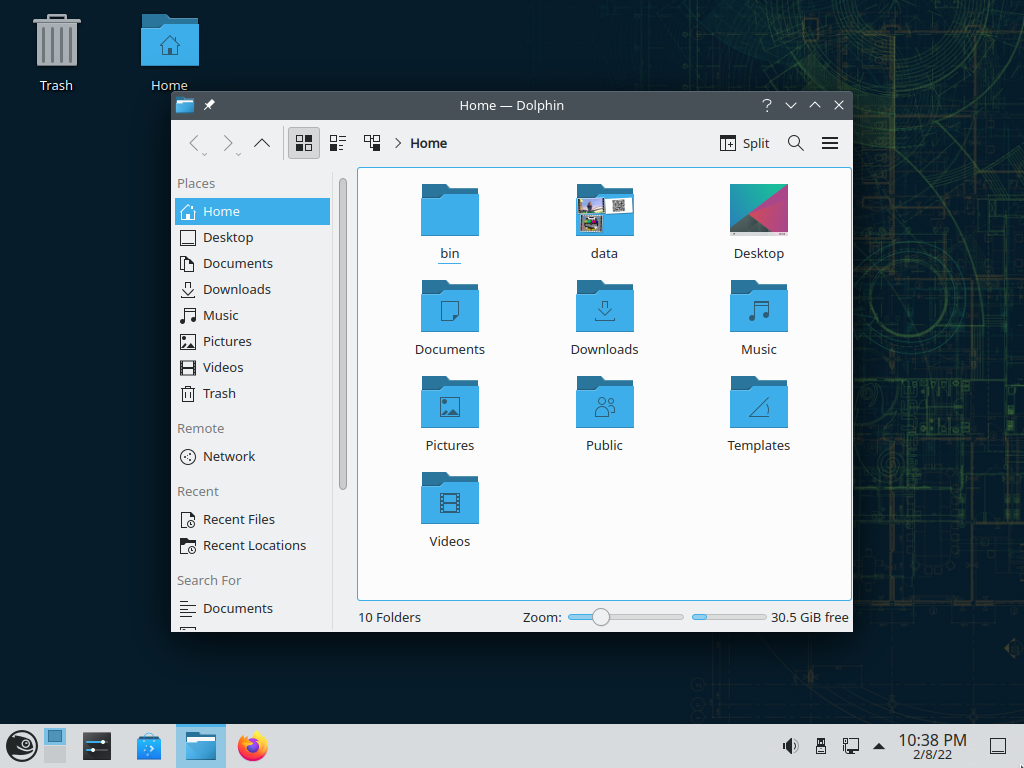 Trash
Home
Home — Dolphin
Home
Split
Places
Home
Desktop
Documents
Downloads
Music
Pictures
Videos
Trash
Remote
Network
Recent
Recent Files
Recent Locations
Search For
Documents
bin
data
Desktop
Documents
Downloads
Music
Pictures
Public
Templates
Videos
10 Folders
Zoom:
30.5 GiB free
10:38 PM
2/8/22